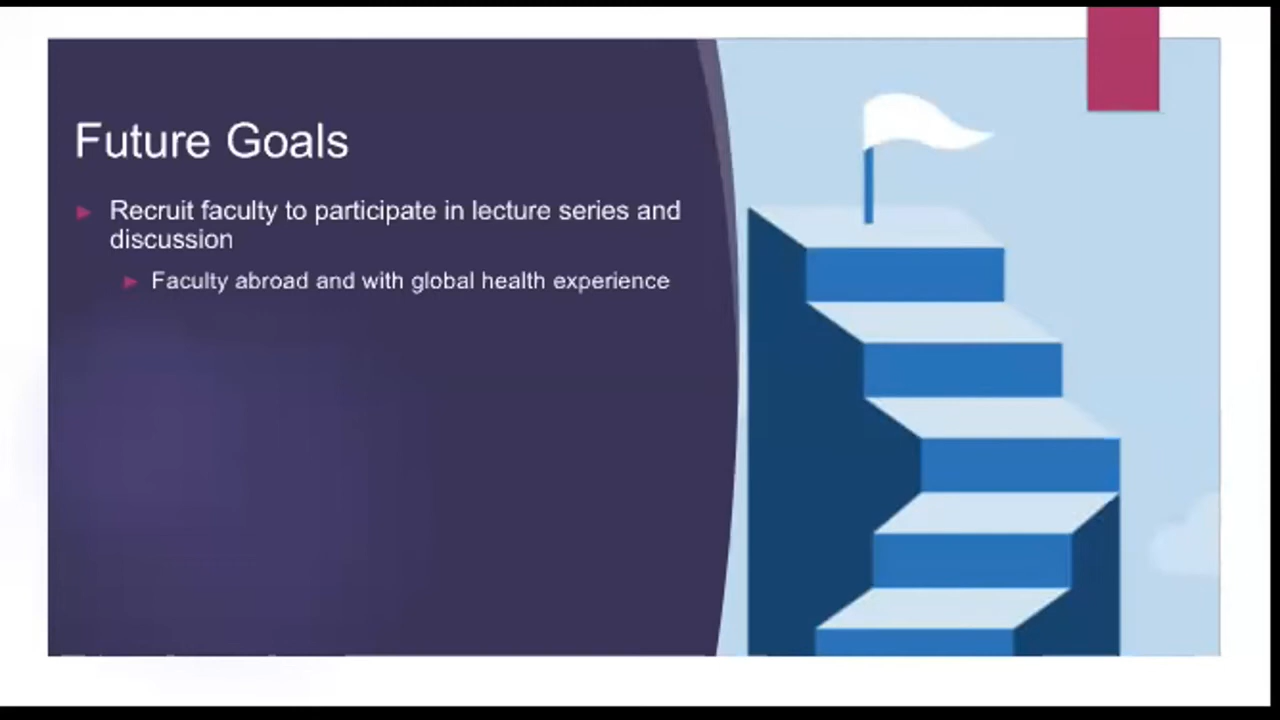 Future Goals
Recruit faculty to participate in lecture series and
discussion
Faculty abroad and with global health experience